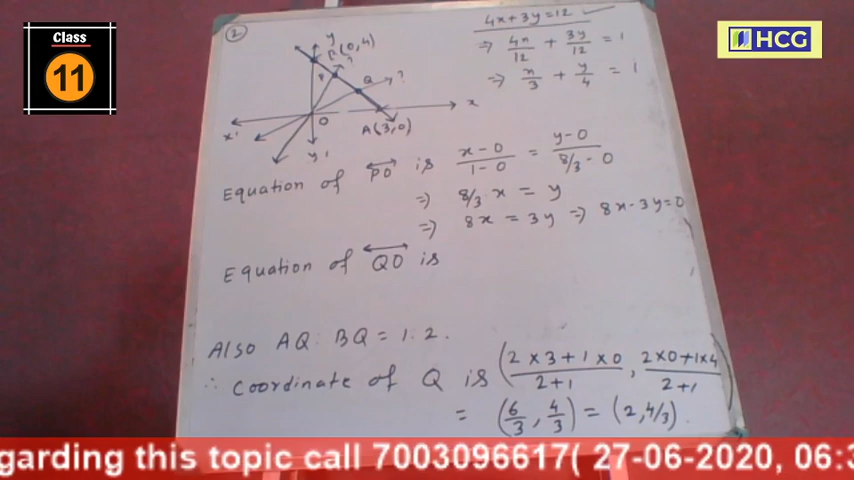 Class
11
HCG
②
4x+3y=12
⇒ 4x/12 + 3y/12 = 1
⇒ x/3 + y/4 = 1
y
B(0,4)
?
P
Q
?
x
O
A(3,0)
x'
y'
Equation of PO is (x-0)/(1-0) = (y-0)/(8/3-0)
⇒ 8/3 x = y
⇒ 8x = 3y ⇒ 8x-3y=0
Equation of QO is
Also AQ:BQ = 1:2.
∴ Coordinate of Q is ((2×3+1×0)/(2+1), (2×0+1×4)/(2+1))
= (6/3, 4/3) = (2, 4/3).
garding this topic call 7003096617( 27-06-2020, 06:3